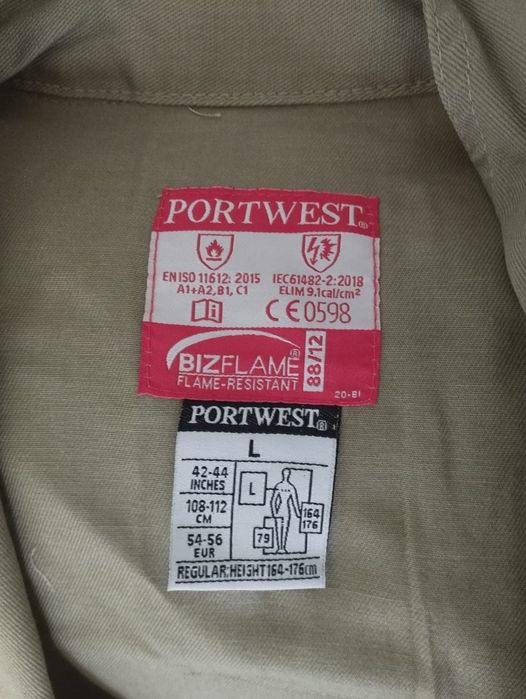 PORTWEST®
EN ISO 11612: 2015
A1+A2, B1, C1
IEC61482-2:2018
ELIM 9.1cal/cm²
i
CE 0598
BIZFLAME®
FLAME-RESISTANT
88/12
20-BI
PORTWEST®
L
42-44
INCHES
108-112
CM
54-56
EUR
L
164
176
79
REGULAR:HEIGHT164-176cm